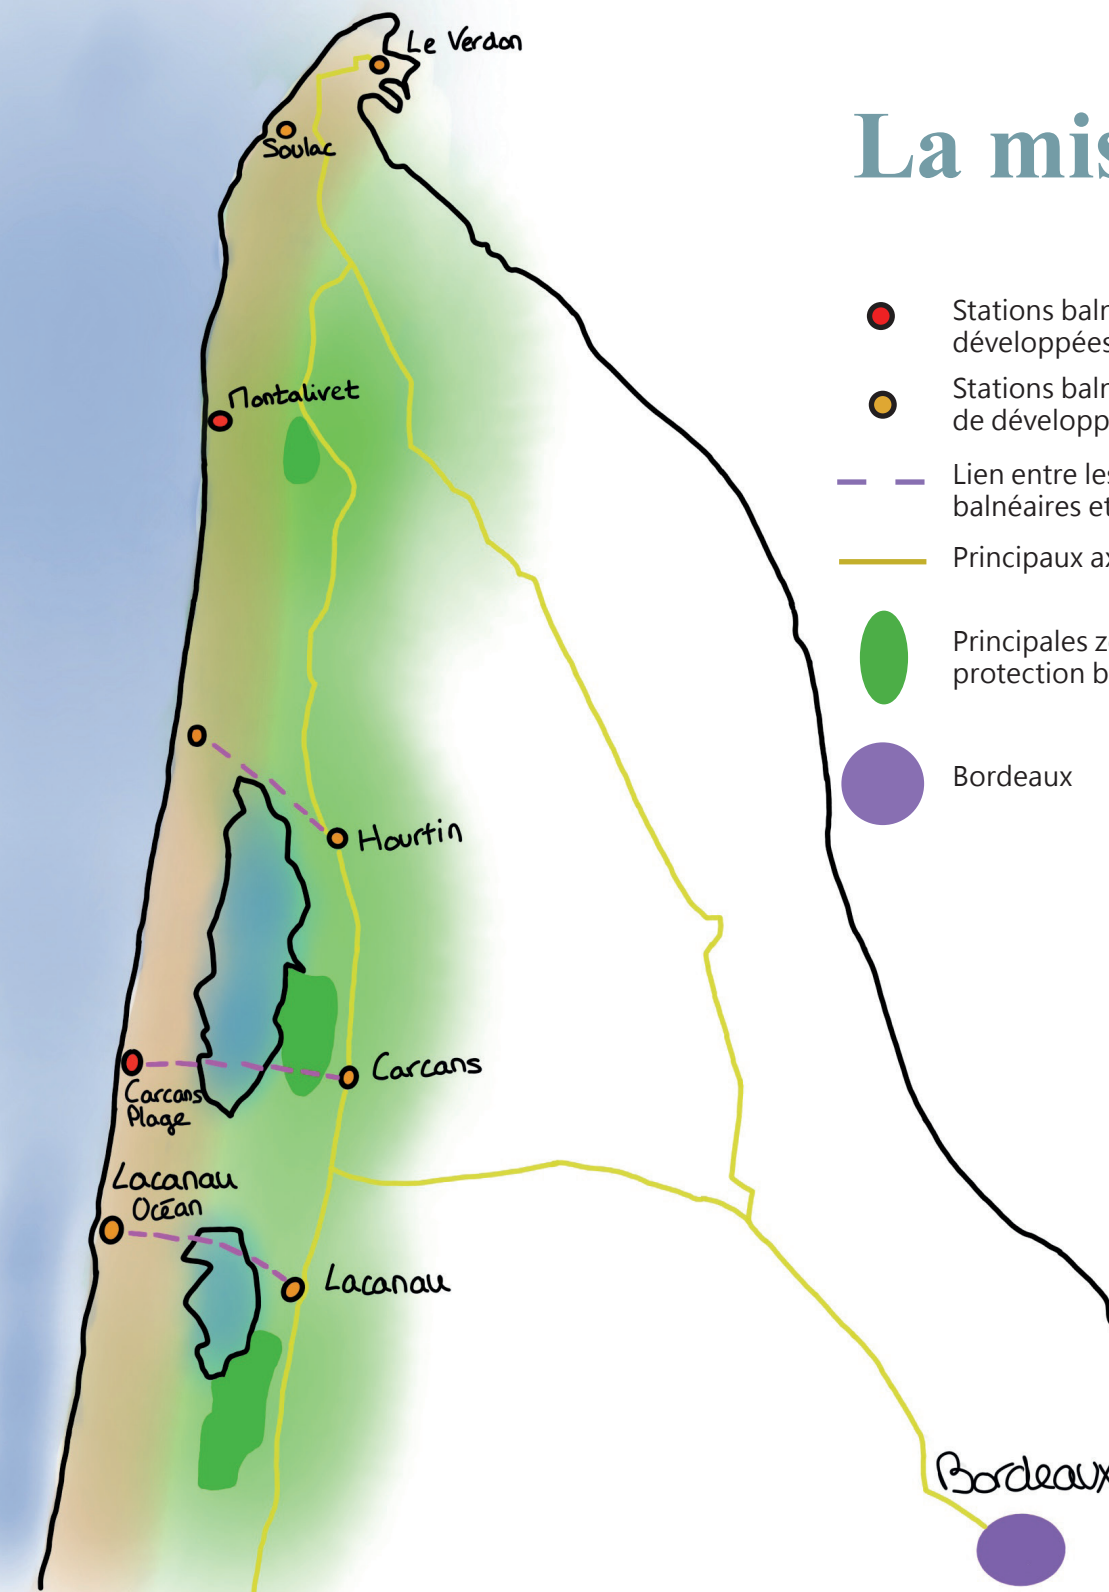 Le Verdon
Soulac
La mis
Stations baln
développées
Montalivet
Stations baln
de développ
Lien entre les
balnéaires et
Principaux ax
Principales z
protection b
Bordeaux
Hourtin
Carcans
Carcans
Plage
Lacanau
Océan
Lacanau
Bordeaux